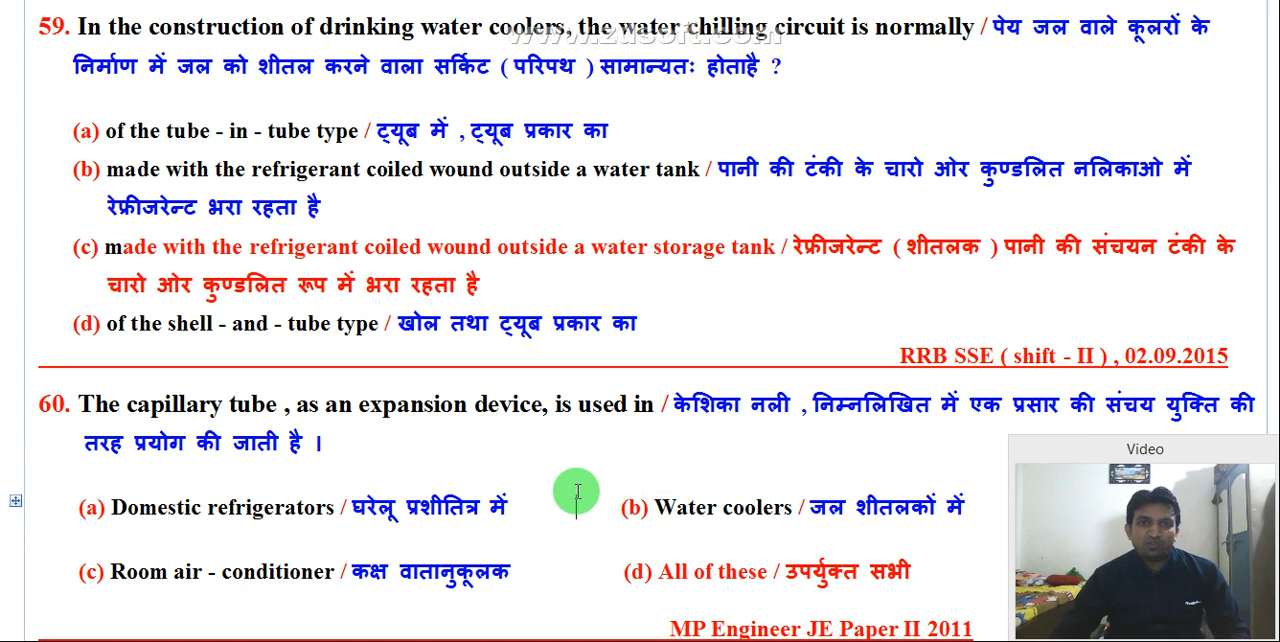 www.zdsoft.com
59. In the construction of drinking water coolers, the water chilling circuit is normally / पेय जल वाले कूलरों के
निर्माण में जल को शीतल करने वाला सर्किट ( परिपथ ) सामान्यतः होताहै ?
(a) of the tube - in - tube type / ट्यूब में , ट्यूब प्रकार का
(b) made with the refrigerant coiled wound outside a water tank / पानी की टंकी के चारो ओर कुण्डलित नलिकाओ में
रेफ्रीजरेन्ट भरा रहता है
(c) made with the refrigerant coiled wound outside a water storage tank / रेफ्रीजरेन्ट ( शीतलक ) पानी की संचयन टंकी के
चारो ओर कुण्डलित रूप में भरा रहता है
(d) of the shell - and - tube type / खोल तथा ट्यूब प्रकार का
RRB SSE ( shift - II ) , 02.09.2015
60. The capillary tube , as an expansion device, is used in / केशिका नली , निम्नलिखित में एक प्रसार की संचय युक्ति की
तरह प्रयोग की जाती है ।
Video
(a) Domestic refrigerators / घरेलू प्रशीतित्र में
(b) Water coolers / जल शीतलकों में
(c) Room air - conditioner / कक्ष वातानुकूलक
(d) All of these / उपर्युक्त सभी
MP Engineer JE Paper II 2011